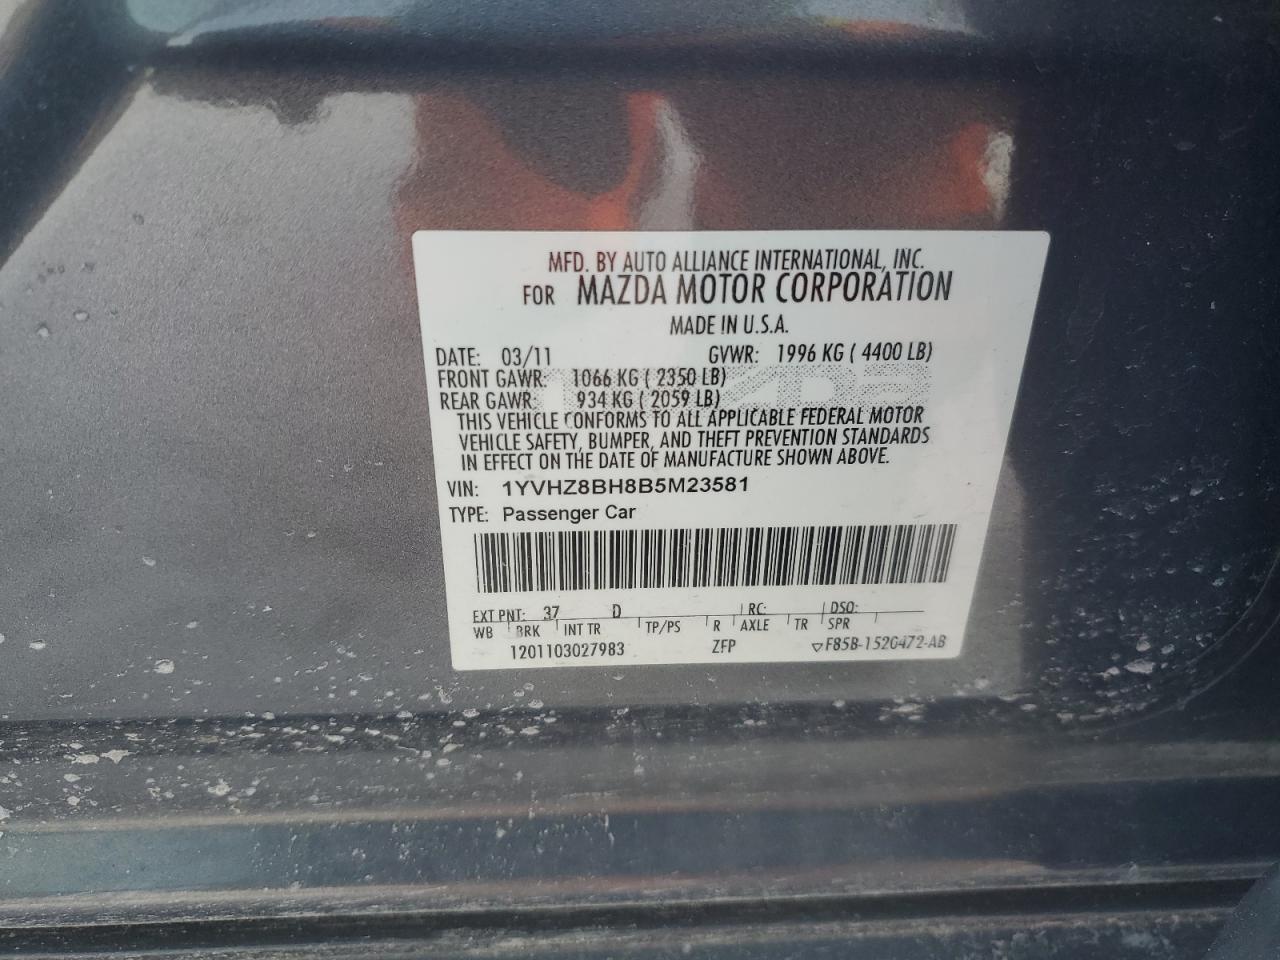 MFD. BY AUTO ALLIANCE INTERNATIONAL, INC.
FOR MAZDA MOTOR CORPORATION
MADE IN U.S.A.
DATE: 03/11 GVWR: 1996 KG ( 4400 LB)
FRONT GAWR: 1066 KG ( 2350 LB)
REAR GAWR: 934 KG ( 2059 LB)
THIS VEHICLE CONFORMS TO ALL APPLICABLE FEDERAL MOTOR
VEHICLE SAFETY, BUMPER, AND THEFT PREVENTION STANDARDS
IN EFFECT ON THE DATE OF MANUFACTURE SHOWN ABOVE.
VIN: 1YVHZ8BH8B5M23581
TYPE: Passenger Car
EXT PNT: 37 D RC: DSO:
WB BRK INT TR TP/PS R AXLE TR SPR
1201103027983 ZFP F85B-1520472-AB